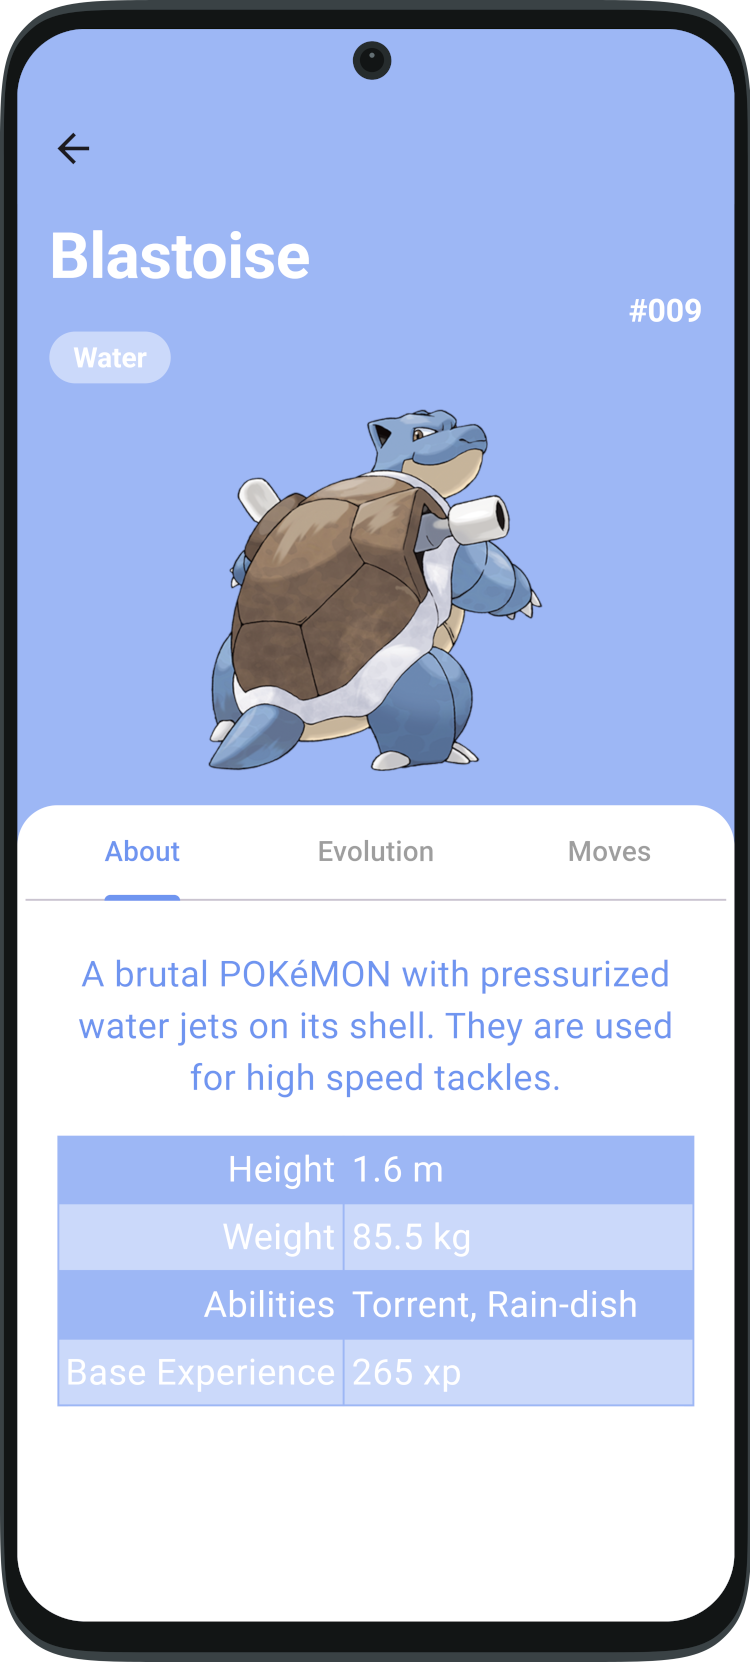 Blastoise
#009
Water
About Evolution Moves
A brutal POKéMON with pressurized
water jets on its shell. They are used
for high speed tackles.
Height 1.6 m
Weight 85.5 kg
Abilities Torrent, Rain-dish
Base Experience 265 xp